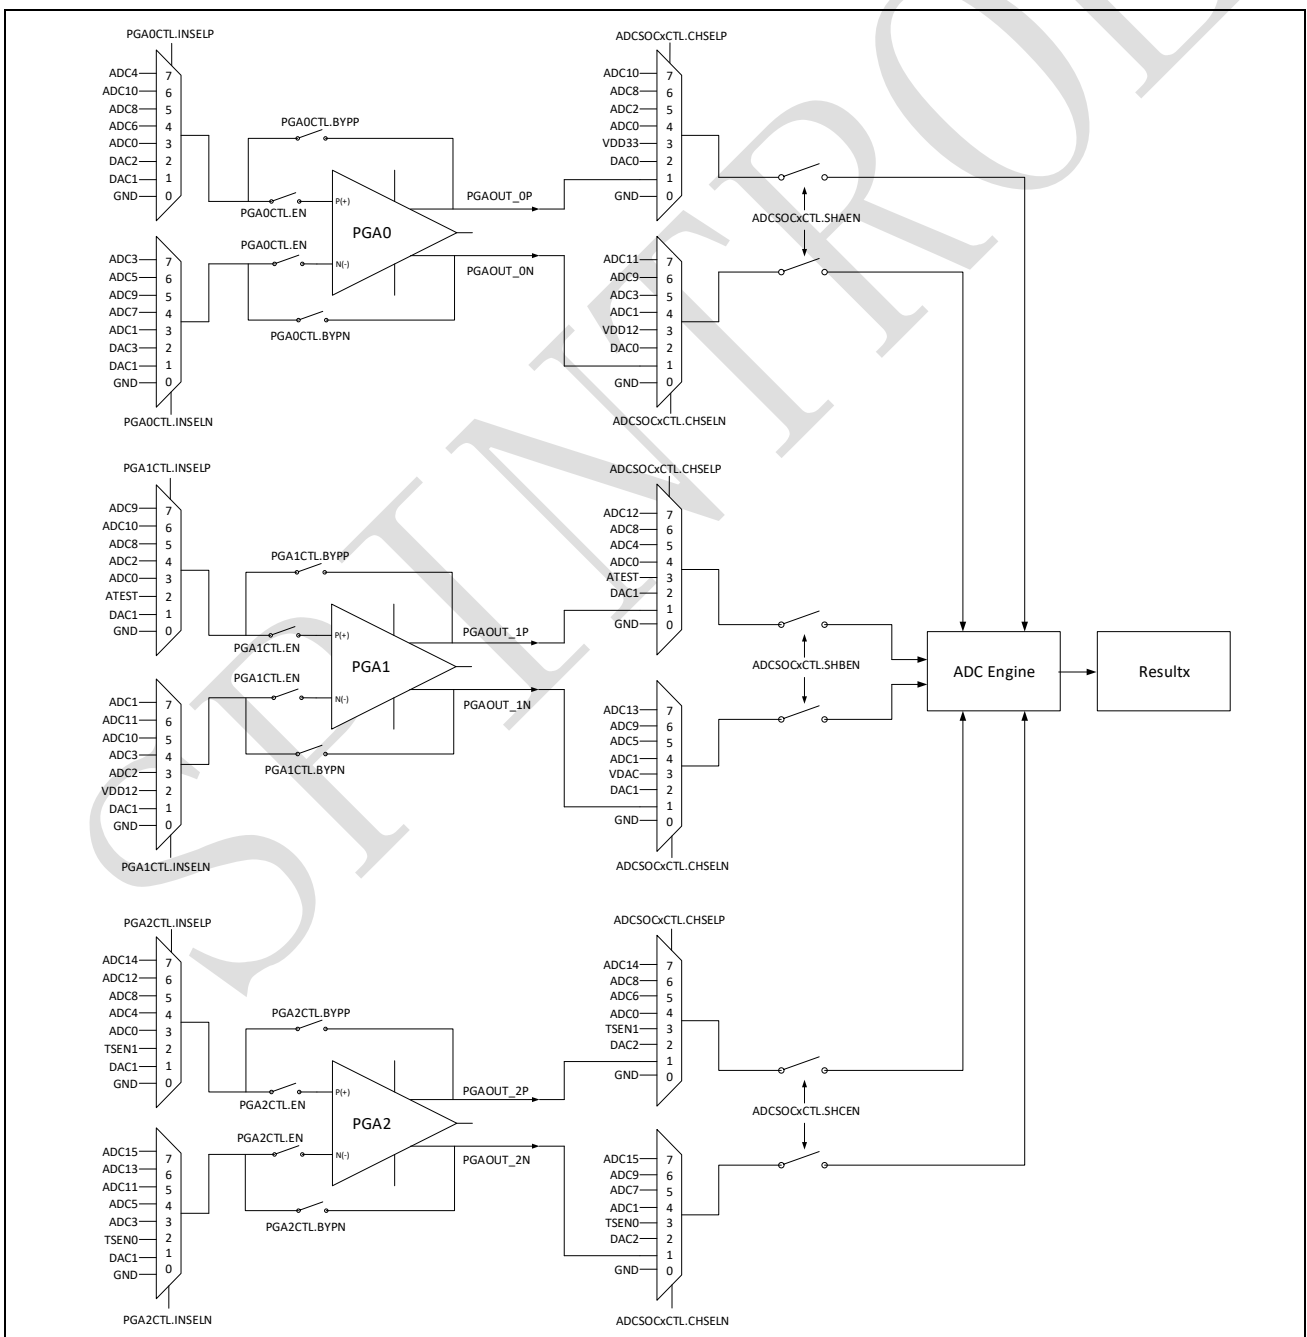 PGA0CTL.INSELP
ADC4 7
ADC10 6
ADC8 5
ADC6 4
ADC0 3
DAC2 2
DAC1 1
GND 0
PGA0CTL.BYPP
PGA0CTL.EN
P(+)
PGA0
N(-)
PGA0CTL.EN
PGA0CTL.BYPN
PGAOUT_0P
PGAOUT_0N
ADC3 7
ADC5 6
ADC9 5
ADC7 4
ADC1 3
DAC3 2
DAC1 1
GND 0
PGA0CTL.INSELN
ADCSOCxCTL.CHSELP
ADC10 7
ADC8 6
ADC2 5
ADC0 4
VDD33 3
DAC0 2
1
GND 0
ADCSOCxCTL.SHAEN
ADC11 7
ADC9 6
ADC3 5
ADC1 4
VDD12 3
DAC0 2
1
GND 0
ADCSOCxCTL.CHSELN
PGA1CTL.INSELP
ADC9 7
ADC10 6
ADC8 5
ADC2 4
ADC0 3
ATEST 2
DAC1 1
GND 0
PGA1CTL.BYPP
PGA1CTL.EN
P(+)
PGA1
N(-)
PGA1CTL.EN
PGA1CTL.BYPN
PGAOUT_1P
PGAOUT_1N
ADC1 7
ADC11 6
ADC10 5
ADC3 4
ADC2 3
VDD12 2
DAC1 1
GND 0
PGA1CTL.INSELN
ADCSOCxCTL.CHSELP
ADC12 7
ADC8 6
ADC4 5
ADC0 4
ATEST 3
DAC1 2
1
GND 0
ADCSOCxCTL.SHBEN
ADC13 7
ADC9 6
ADC5 5
ADC1 4
VDAC 3
DAC1 2
1
GND 0
ADCSOCxCTL.CHSELN
ADC Engine
Resultx
PGA2CTL.INSELP
ADC14 7
ADC12 6
ADC8 5
ADC4 4
ADC0 3
TSEN1 2
DAC1 1
GND 0
PGA2CTL.BYPP
PGA2CTL.EN
P(+)
PGA2
N(-)
PGA2CTL.EN
PGA2CTL.BYPN
PGAOUT_2P
PGAOUT_2N
ADC15 7
ADC13 6
ADC11 5
ADC5 4
ADC3 3
TSEN0 2
DAC1 1
GND 0
PGA2CTL.INSELN
ADCSOCxCTL.CHSELP
ADC14 7
ADC8 6
ADC6 5
ADC0 4
TSEN1 3
DAC2 2
1
GND 0
ADCSOCxCTL.SHCEN
ADC15 7
ADC9 6
ADC7 5
ADC1 4
TSEN0 3
DAC2 2
1
GND 0
ADCSOCxCTL.CHSELN
SPINTROL